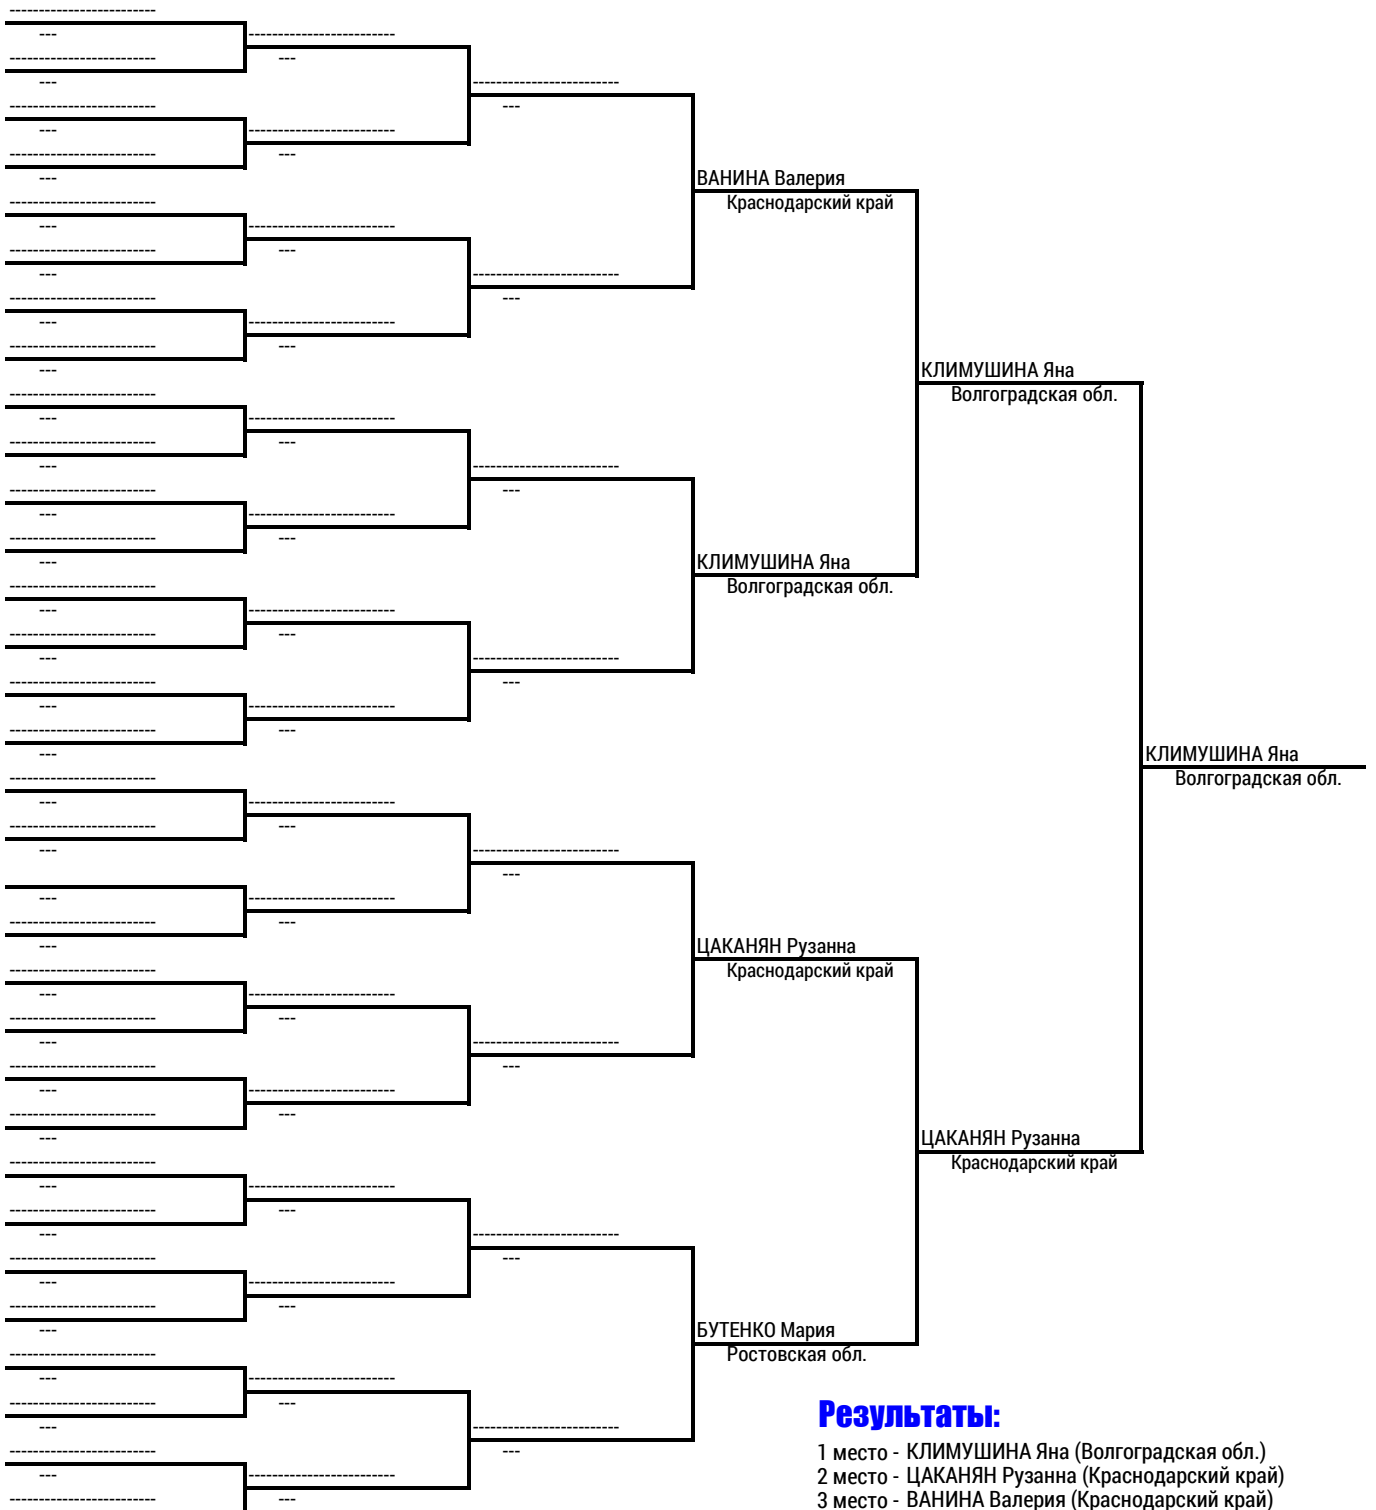 ВАНИНА Валерия
Краснодарский край
КЛИМУШИНА Яна
Волгоградская обл.
КЛИМУШИНА Яна
Волгоградская обл.
КЛИМУШИНА Яна
Волгоградская обл.
ЦАКАНЯН Рузанна
Краснодарский край
ЦАКАНЯН Рузанна
Краснодарский край
БУТЕНКО Мария
Ростовская обл.
Результаты:
1 место - КЛИМУШИНА Яна (Волгоградская обл.)
2 место - ЦАКАНЯН Рузанна (Краснодарский край)
3 место - ВАНИНА Валерия (Краснодарский край)